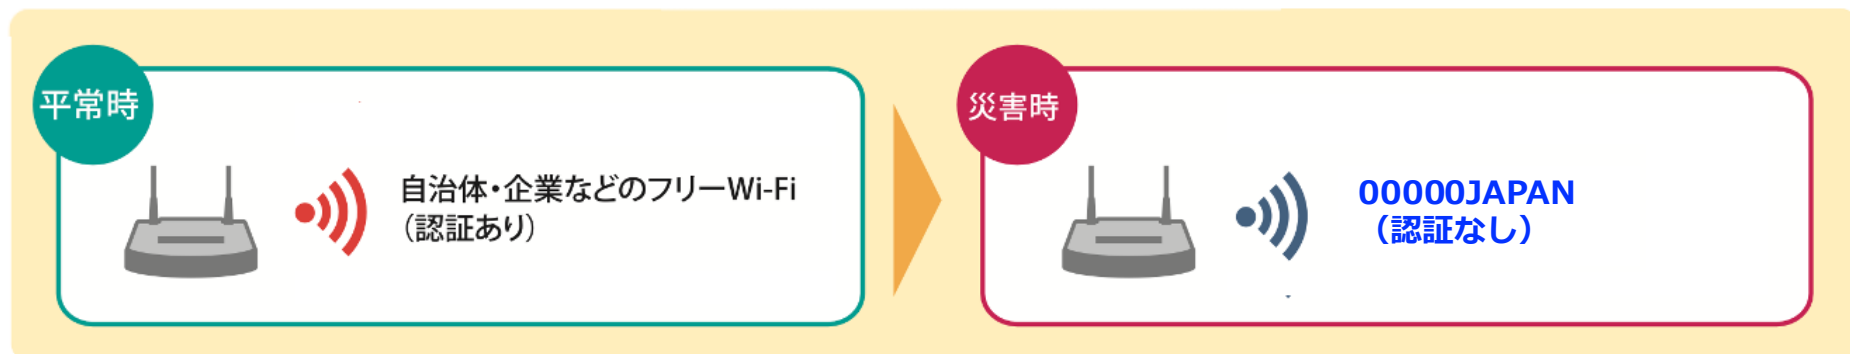 平常時
自治体・企業などのフリーWi-Fi
（認証あり）
災害時
00000JAPAN
（認証なし）